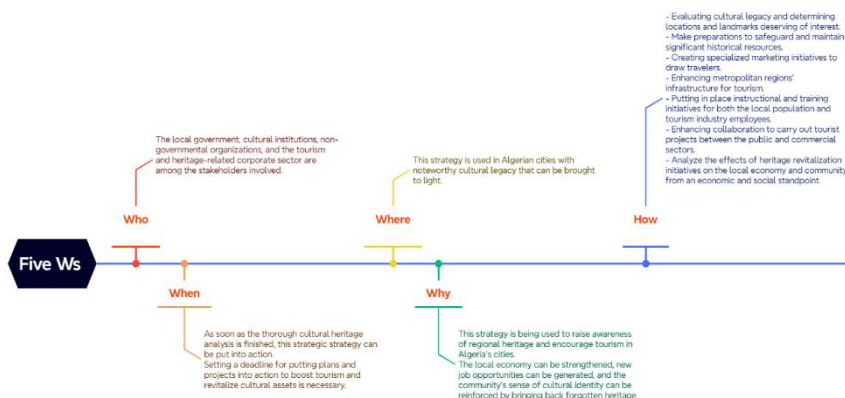 Five Ws
The local government, cultural institutions, non-
governmental organizations, and the tourism
and heritage-related corporate sector are
among the stakeholders involved.
Who
When
As soon as the thorough cultural heritage
analysis is finished, this strategic strategy can
be put into action.
Setting a deadline for putting plans and
projects into action to boost tourism and
revitalize cultural assets is necessary.
This strategy is used in Algerian cities with
noteworthy cultural legacy that can be brought
to light.
Where
Why
This strategy is being used to raise awareness
of regional heritage and encourage tourism in
Algeria's cities.
The local economy can be strengthened, new
job opportunities can be generated, and the
community's sense of cultural identity can be
reinforced by bringing back forgotten heritage.
- Evaluating cultural legacy and determining
locations and landmarks deserving of interest.
- Make preparations to safeguard and maintain
significant historical resources.
- Creating specialized marketing initiatives to
draw travelers.
- Enhancing metropolitan regions'
infrastructure for tourism.
- Putting in place instructional and training
initiatives for both the local population and
tourism industry employees.
- Enhancing collaboration to carry out tourist
projects between the public and commercial
sectors.
- Analyze the effects of heritage revitalization
initiatives on the local economy and community
from an economic and social standpoint.
How